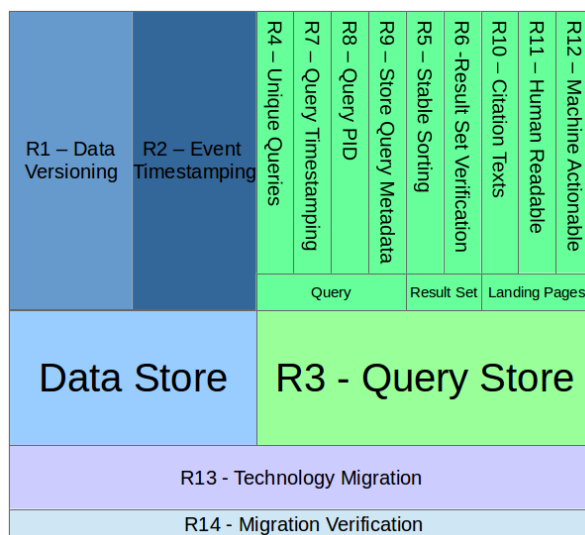 R1 – Data
Versioning
R2 – Event
Timestamping
R4 – Unique
Queries
R7 – Query
Timestamping
R8 – Query PID
R9 – Store Query
Metadata
R5 – Stable
Sorting
R6 -Result Set
Verification
R10 – Citation
Texts
R11 – Human
Readable
R12 – Machine
Actionable
Query
Result Set
Landing Pages
Data Store
R3 - Query Store
R13 - Technology Migration
R14 - Migration Verification